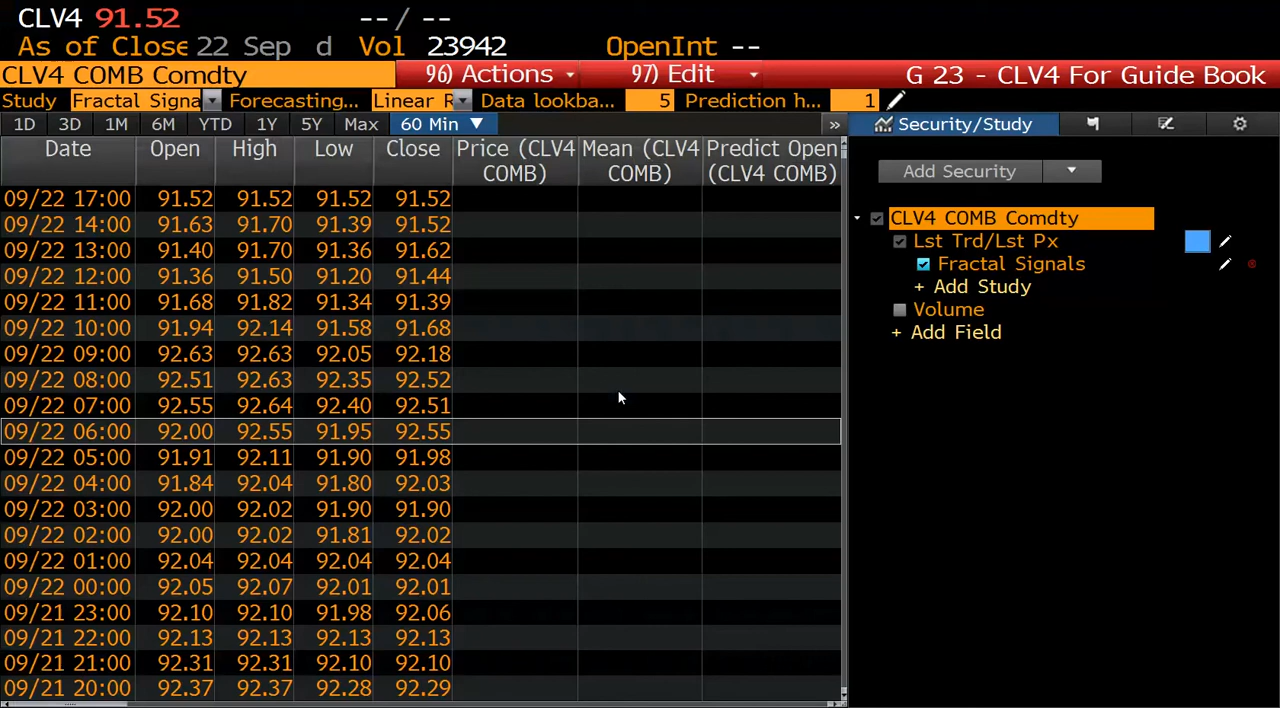 CLV4 91.52 -- / --
As of Close 22 Sep d Vol 23942 OpenInt --
CLV4 COMB Comdty 96) Actions 97) Edit G 23 - CLV4 For Guide Book
Study Fractal Signa Forecasting... Linear R Data lookba... 5 Prediction h... 1
1D 3D 1M 6M YTD 1Y 5Y Max 60 Min ▼ » Security/Study
Date Open High Low Close Price (CLV4 COMB) Mean (CLV4 COMB) Predict Open (CLV4 COMB)
Add Security
09/22 17:00 91.52 91.52 91.52 91.52
09/22 14:00 91.63 91.70 91.39 91.52
09/22 13:00 91.40 91.70 91.36 91.62
09/22 12:00 91.36 91.50 91.20 91.44
09/22 11:00 91.68 91.82 91.34 91.39
09/22 10:00 91.94 92.14 91.58 91.68
09/22 09:00 92.63 92.63 92.05 92.18
09/22 08:00 92.51 92.63 92.35 92.52
09/22 07:00 92.55 92.64 92.40 92.51
09/22 06:00 92.00 92.55 91.95 92.55
09/22 05:00 91.91 92.11 91.90 91.98
09/22 04:00 91.84 92.04 91.80 92.03
09/22 03:00 92.00 92.02 91.90 91.90
09/22 02:00 92.00 92.02 91.81 92.02
09/22 01:00 92.04 92.04 92.04 92.04
09/22 00:00 92.05 92.07 92.01 92.01
09/21 23:00 92.10 92.10 91.98 92.06
09/21 22:00 92.13 92.13 92.13 92.13
09/21 21:00 92.31 92.31 92.10 92.10
09/21 20:00 92.37 92.37 92.28 92.29
CLV4 COMB Comdty
Lst Trd/Lst Px
Fractal Signals
+ Add Study
Volume
+ Add Field